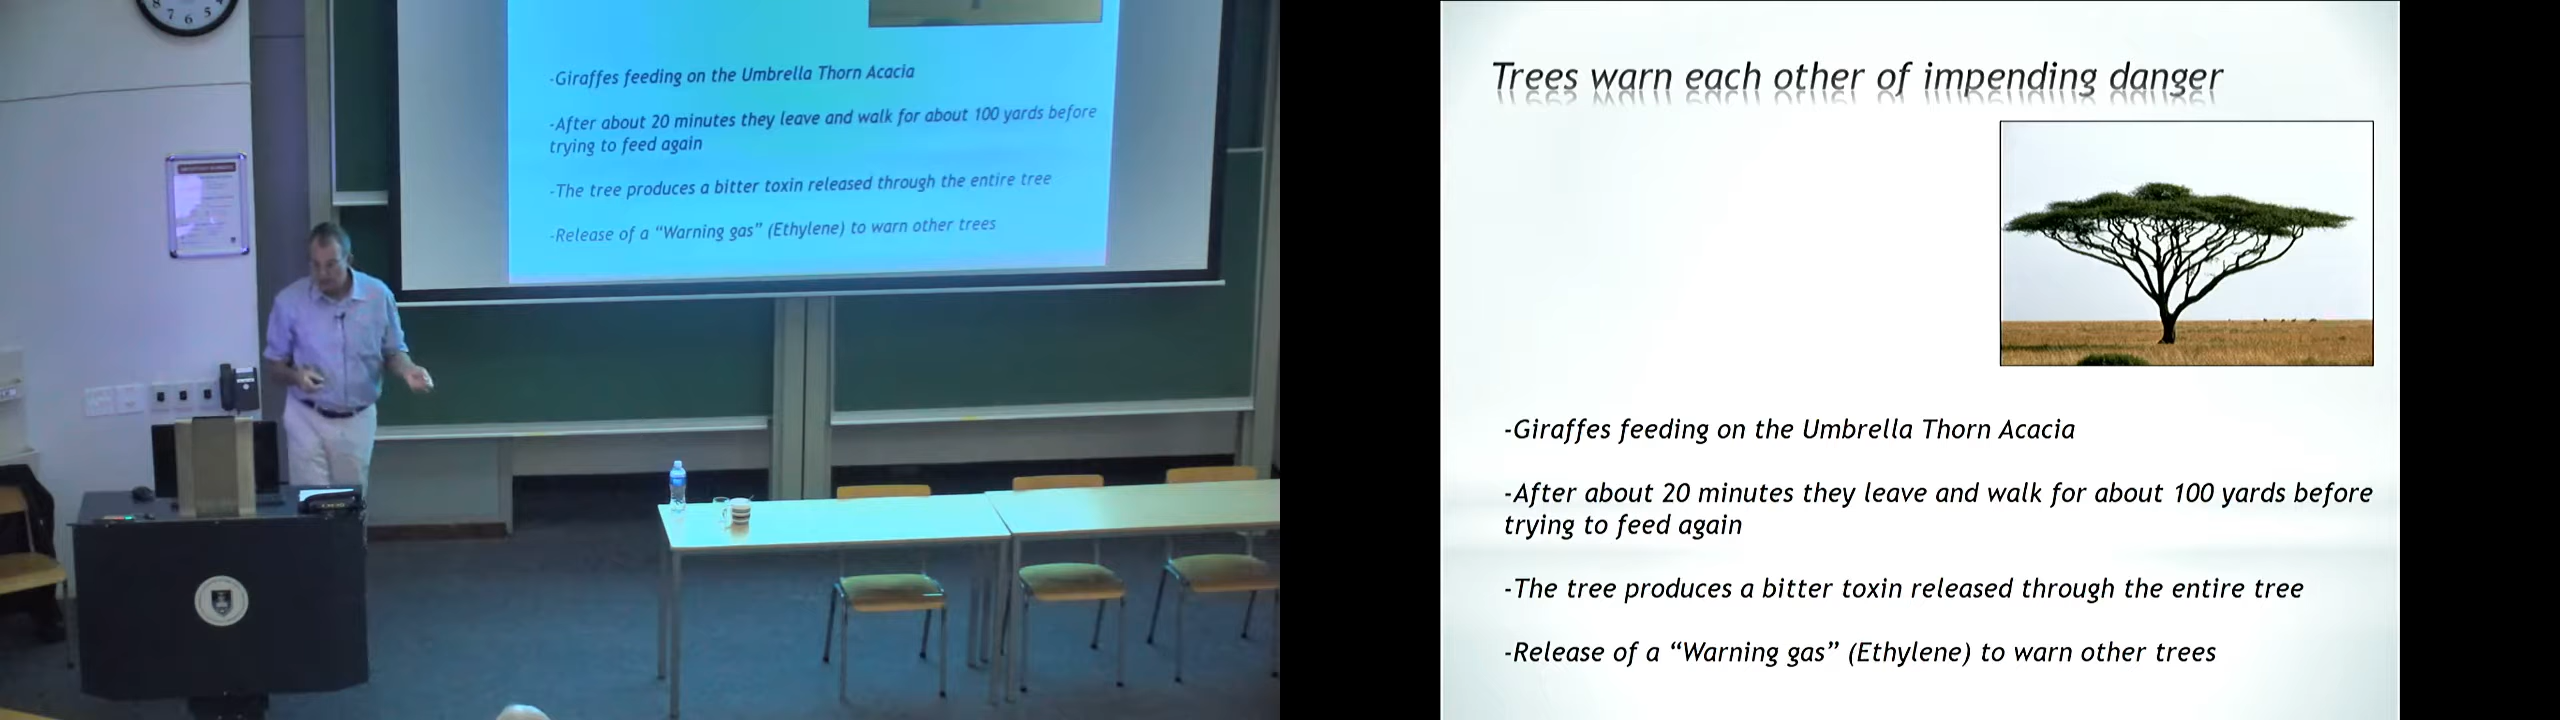 8 7 6 5
-Giraffes feeding on the Umbrella Thorn Acacia
-After about 20 minutes they leave and walk for about 100 yards before
trying to feed again
-The tree produces a bitter toxin released through the entire tree
-Release of a “Warning gas” (Ethylene) to warn other trees
Trees warn each other of impending danger
-Giraffes feeding on the Umbrella Thorn Acacia
-After about 20 minutes they leave and walk for about 100 yards before
trying to feed again
-The tree produces a bitter toxin released through the entire tree
-Release of a “Warning gas” (Ethylene) to warn other trees